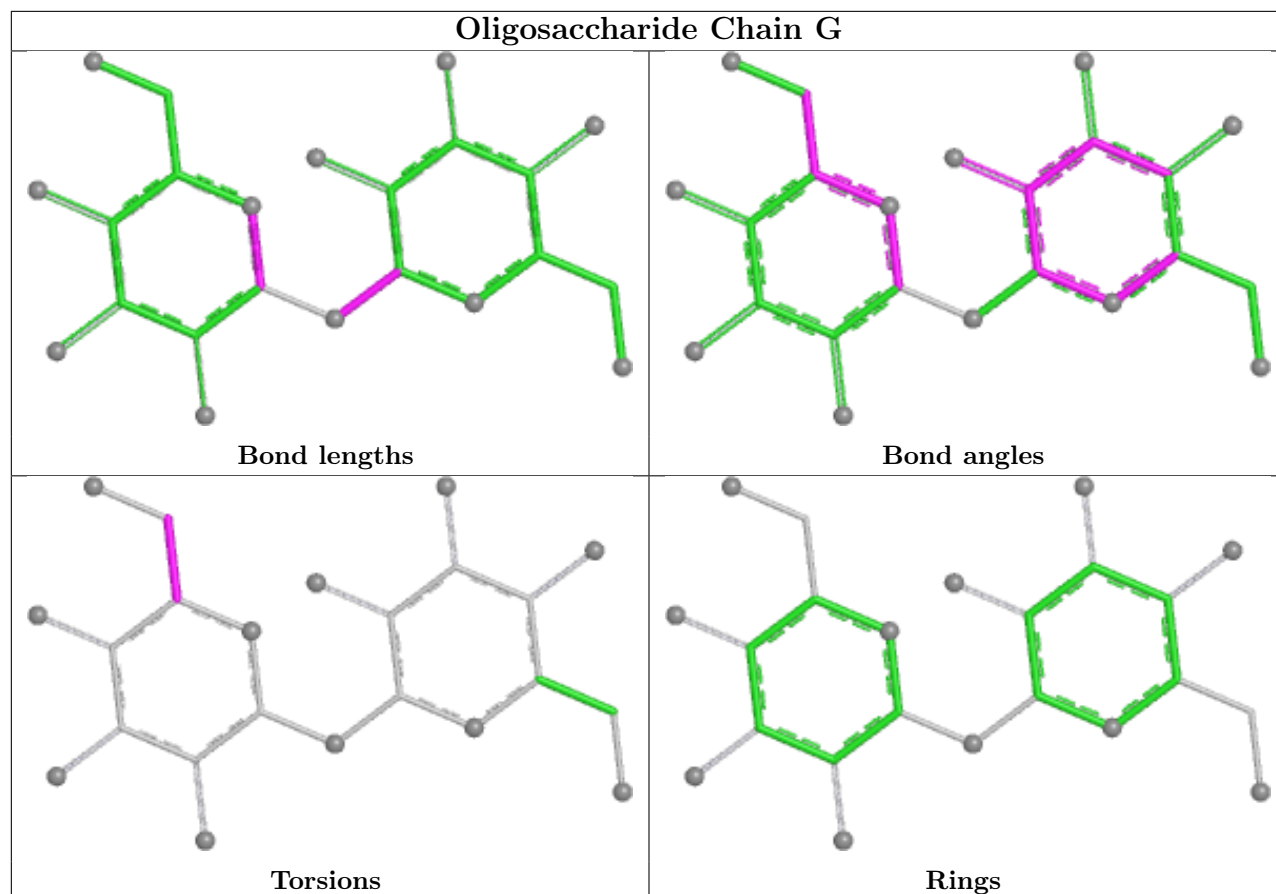 Oligosaccharide Chain G
Bond lengths
Bond angles
Torsions
Rings